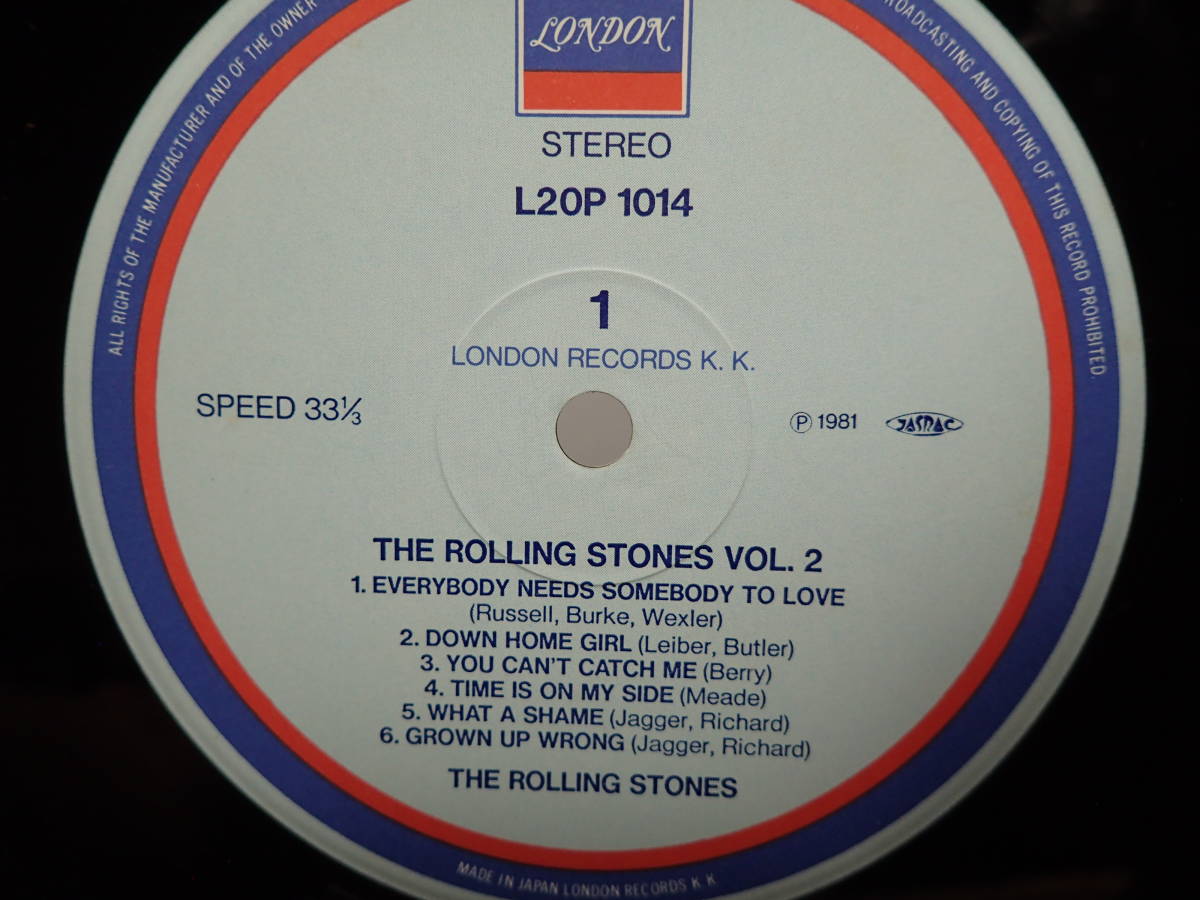 LONDON
STEREO
L20P 1014
1
LONDON RECORDS K. K.
SPEED 33⅓
Ⓟ 1981
JASRAC
THE ROLLING STONES VOL. 2
1. EVERYBODY NEEDS SOMEBODY TO LOVE
(Russell, Burke, Wexler)
2. DOWN HOME GIRL (Leiber, Butler)
3. YOU CAN'T CATCH ME (Berry)
4. TIME IS ON MY SIDE (Meade)
5. WHAT A SHAME (Jagger, Richard)
6. GROWN UP WRONG (Jagger, Richard)
THE ROLLING STONES
ALL RIGHTS OF THE MANUFACTURER AND OF THE OWNER
BROADCASTING AND COPYING OF THIS RECORD PROHIBITED.
MADE IN JAPAN LONDON RECORDS K. K